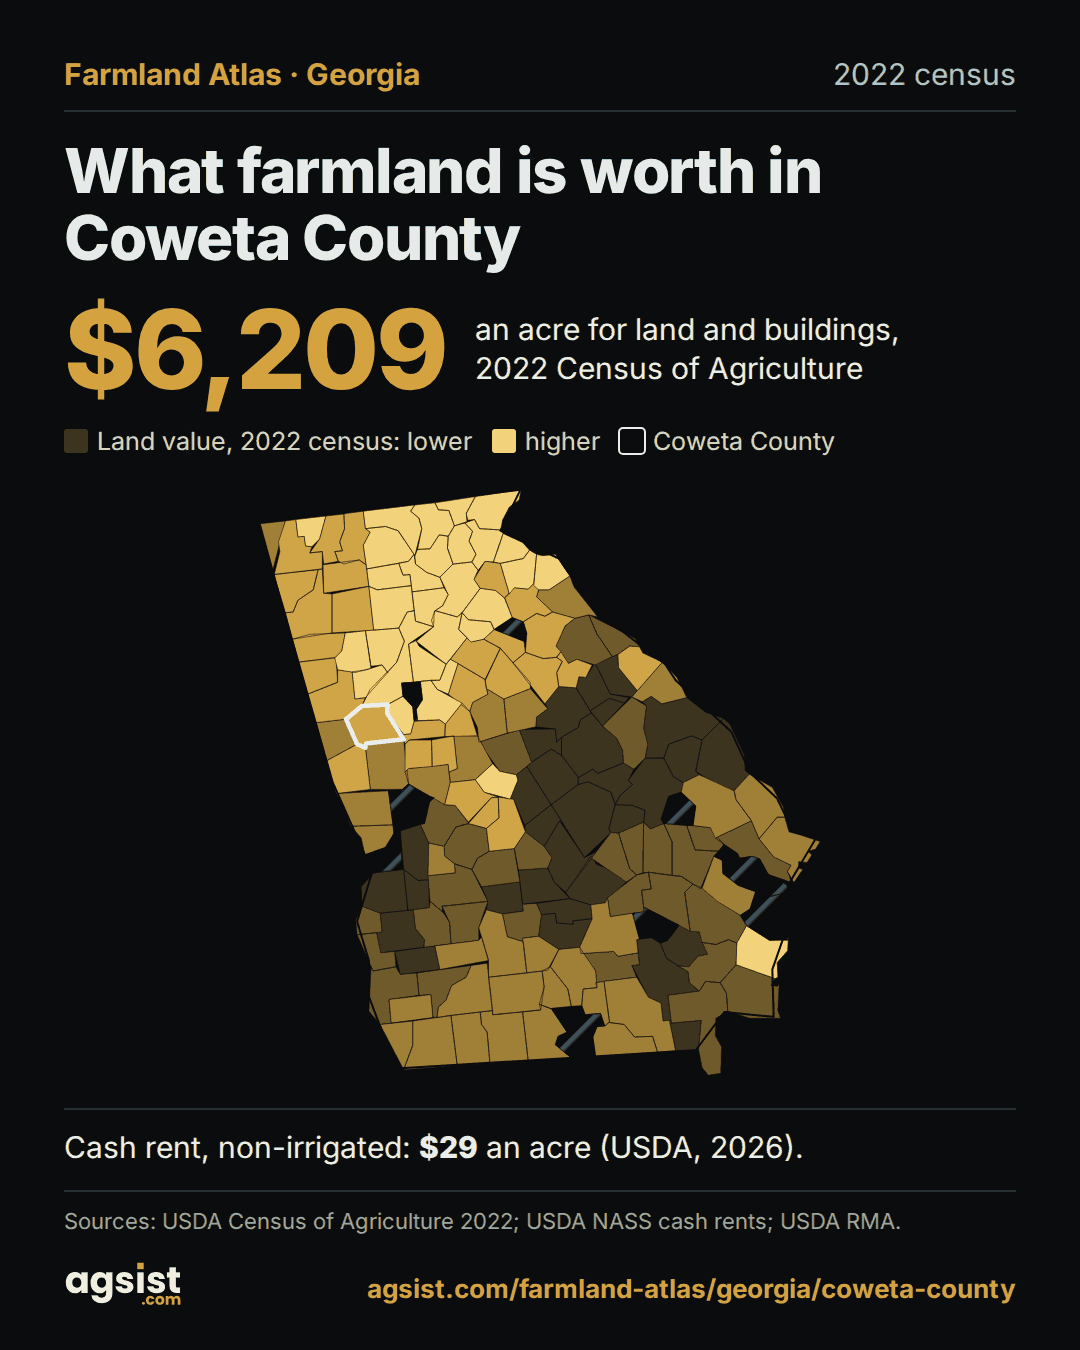 Farmland Atlas · Georgia
2022 census
What farmland is worth in
Coweta County
$6,209
an acre for land and buildings,
2022 Census of Agriculture
Land value, 2022 census: lower
higher
Coweta County
Cash rent, non-irrigated: $29 an acre (USDA, 2026).
Sources: USDA Census of Agriculture 2022; USDA NASS cash rents; USDA RMA.
agsist
.com
agsist.com/farmland-atlas/georgia/coweta-county